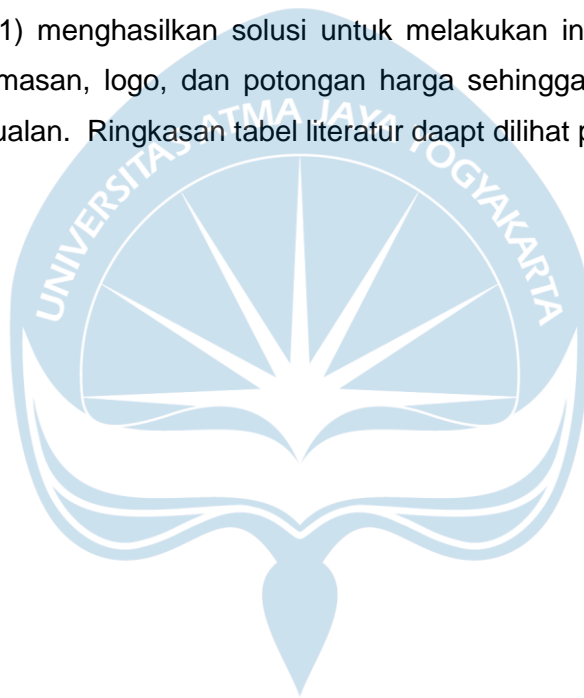 1) menghasilkan solusi untuk melakukan in
masan, logo, dan potongan harga sehingga
ualan. Ringkasan tabel literatur daapt dilihat p
UNIVERSITAS ATMA JAYA YOGYAKARTA